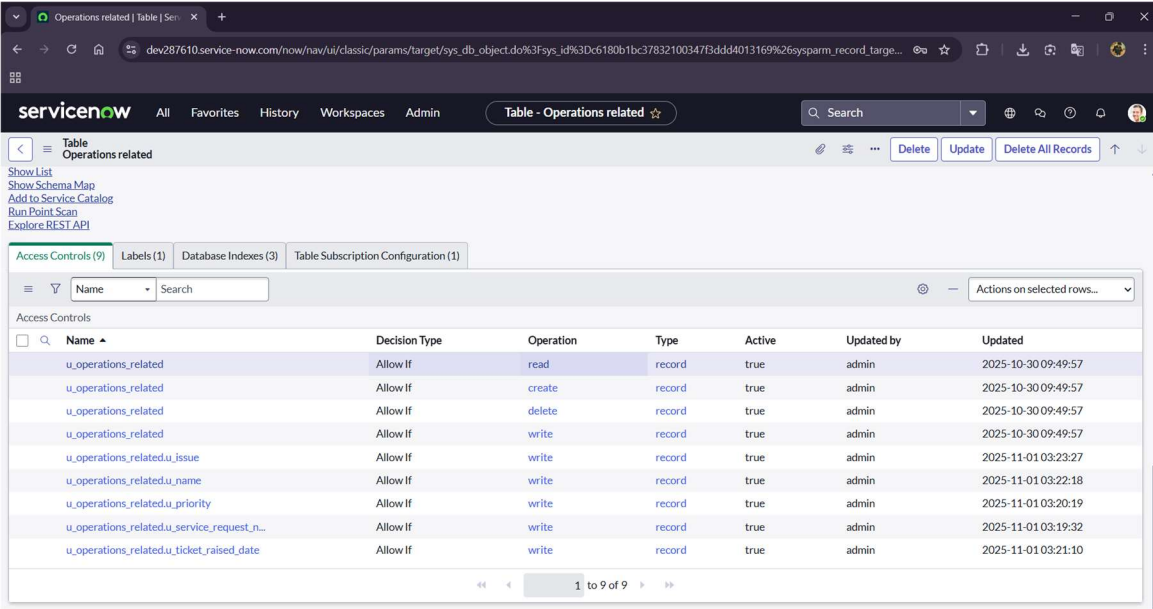 Operations related | Table | Serv
dev287610.service-now.com/now/nav/ui/classic/params/target/sys_db_object.do%3Fsys_id%3Dc6180b1bc37832100347f3ddd4013169%26sysparm_record_targe...
servicenow All Favorites History Workspaces Admin Table - Operations related Search
Table
Operations related
Delete Update Delete All Records
Show List
Show Schema Map
Add to Service Catalog
Run Point Scan
Explore REST API
Access Controls (9) Labels (1) Database Indexes (3) Table Subscription Configuration (1)
Name Search Actions on selected rows...
Access Controls
Name Decision Type Operation Type Active Updated by Updated
u_operations_related Allow If read record true admin 2025-10-30 09:49:57
u_operations_related Allow If create record true admin 2025-10-30 09:49:57
u_operations_related Allow If delete record true admin 2025-10-30 09:49:57
u_operations_related Allow If write record true admin 2025-10-30 09:49:57
u_operations_related.u_issue Allow If write record true admin 2025-11-01 03:23:27
u_operations_related.u_name Allow If write record true admin 2025-11-01 03:22:18
u_operations_related.u_priority Allow If write record true admin 2025-11-01 03:20:19
u_operations_related.u_service_request_n... Allow If write record true admin 2025-11-01 03:19:32
u_operations_related.u_ticket_raised_date Allow If write record true admin 2025-11-01 03:21:10
1 to 9 of 9